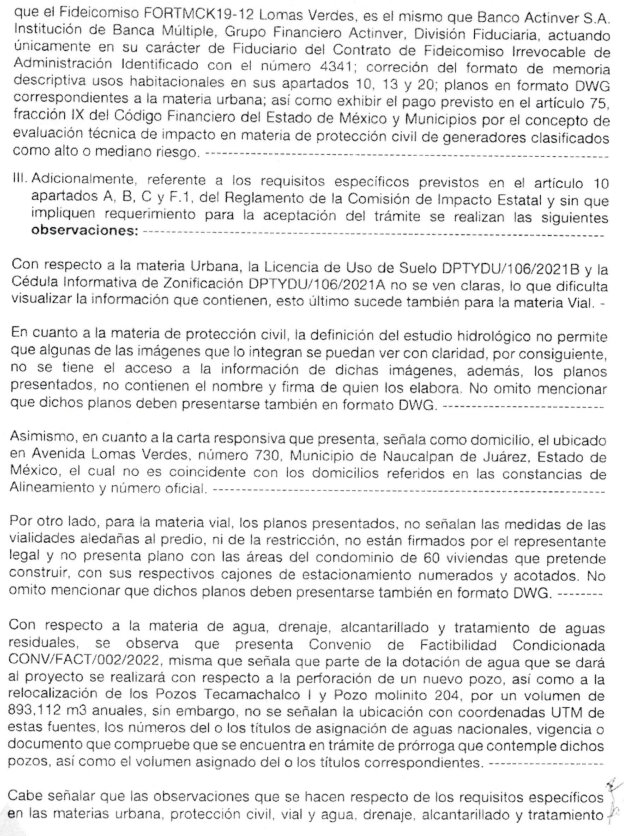 que el Fideicomiso FORTMCK19-12 Lomas Verdes, es el mismo que Banco Actinver S.A.
Institución de Banca Múltiple, Grupo Financiero Actinver, División Fiduciaria, actuando
únicamente en su carácter de Fiduciario del Contrato de Fideicomiso Irrevocable de
Administración Identificado con el número 4341; correción del formato de memoria
descriptiva usos habitacionales en sus apartados 10, 13 y 20; planos en formato DWG
correspondientes a la materia urbana; así como exhibir el pago previsto en el artículo 75,
fracción IX del Código Financiero del Estado de México y Municipios por el concepto de
evaluación técnica de impacto en materia de protección civil de generadores clasificados
como alto o mediano riesgo. ------------------------------------------------------------
III. Adicionalmente, referente a los requisitos específicos previstos en el artículo 10
apartados A, B, C y F.1, del Reglamento de la Comisión de Impacto Estatal y sin que
impliquen requerimiento para la aceptación del trámite se realizan las siguientes
observaciones: ------------------------------------------------------------
Con respecto a la materia Urbana, la Licencia de Uso de Suelo DPTYDU/106/2021B y la
Cédula Informativa de Zonificación DPTYDU/106/2021A no se ven claras, lo que dificulta
visualizar la información que contienen, esto último sucede también para la materia Vial. -
En cuanto a la materia de protección civil, la definición del estudio hidrológico no permite
que algunas de las imágenes que lo integran se puedan ver con claridad, por consiguiente,
no se tiene el acceso a la información de dichas imágenes, además, los planos
presentados, no contienen el nombre y firma de quien los elabora. No omito mencionar
que dichos planos deben presentarse también en formato DWG. ------------------------
Asimismo, en cuanto a la carta responsiva que presenta, señala como domicilio, el ubicado
en Avenida Lomas Verdes, número 730, Municipio de Naucalpan de Juárez, Estado de
México, el cual no es coincidente con los domicilios referidos en las constancias de
Alineamiento y número oficial. ----------------------------------------------------------
Por otro lado, para la materia vial, los planos presentados, no señalan las medidas de las
vialidades aledañas al predio, ni de la restricción, no están firmados por el representante
legal y no presenta plano con las áreas del condominio de 60 viviendas que pretende
construir, con sus respectivos cajones de estacionamiento numerados y acotados. No
omito mencionar que dichos planos deben presentarse también en formato DWG. --------
Con respecto a la materia de agua, drenaje, alcantarillado y tratamiento de aguas
residuales, se observa que presenta Convenio de Factibilidad Condicionada
CONV/FACT/002/2022, misma que señala que parte de la dotación de agua que se dará
al proyecto se realizará con respecto a la perforación de un nuevo pozo, así como a la
relocalización de los Pozos Tecamachalco I y Pozo molinito 204, por un volumen de
893,112 m3 anuales, sin embargo, no se señalan la ubicación con coordenadas UTM de
estas fuentes, los números del o los títulos de asignación de aguas nacionales, vigencia o
documento que compruebe que se encuentra en trámite de prórroga que contemple dichos
pozos, así como el volumen asignado del o los títulos correspondientes. -----------------
Cabe señalar que las observaciones que se hacen respecto de los requisitos específicos
en las materias urbana, protección civil, vial y agua, drenaje, alcantarillado y tratamiento